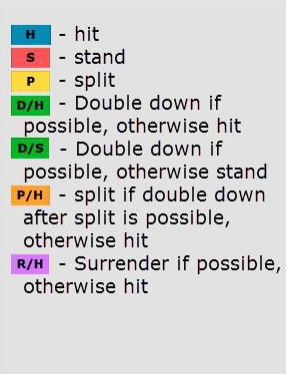 H - hit
S - stand
P - split
D/H - Double down if
possible, otherwise hit
D/S - Double down if
possible, otherwise stand
P/H - split if double down
after split is possible,
otherwise hit
R/H - Surrender if possible,
otherwise hit